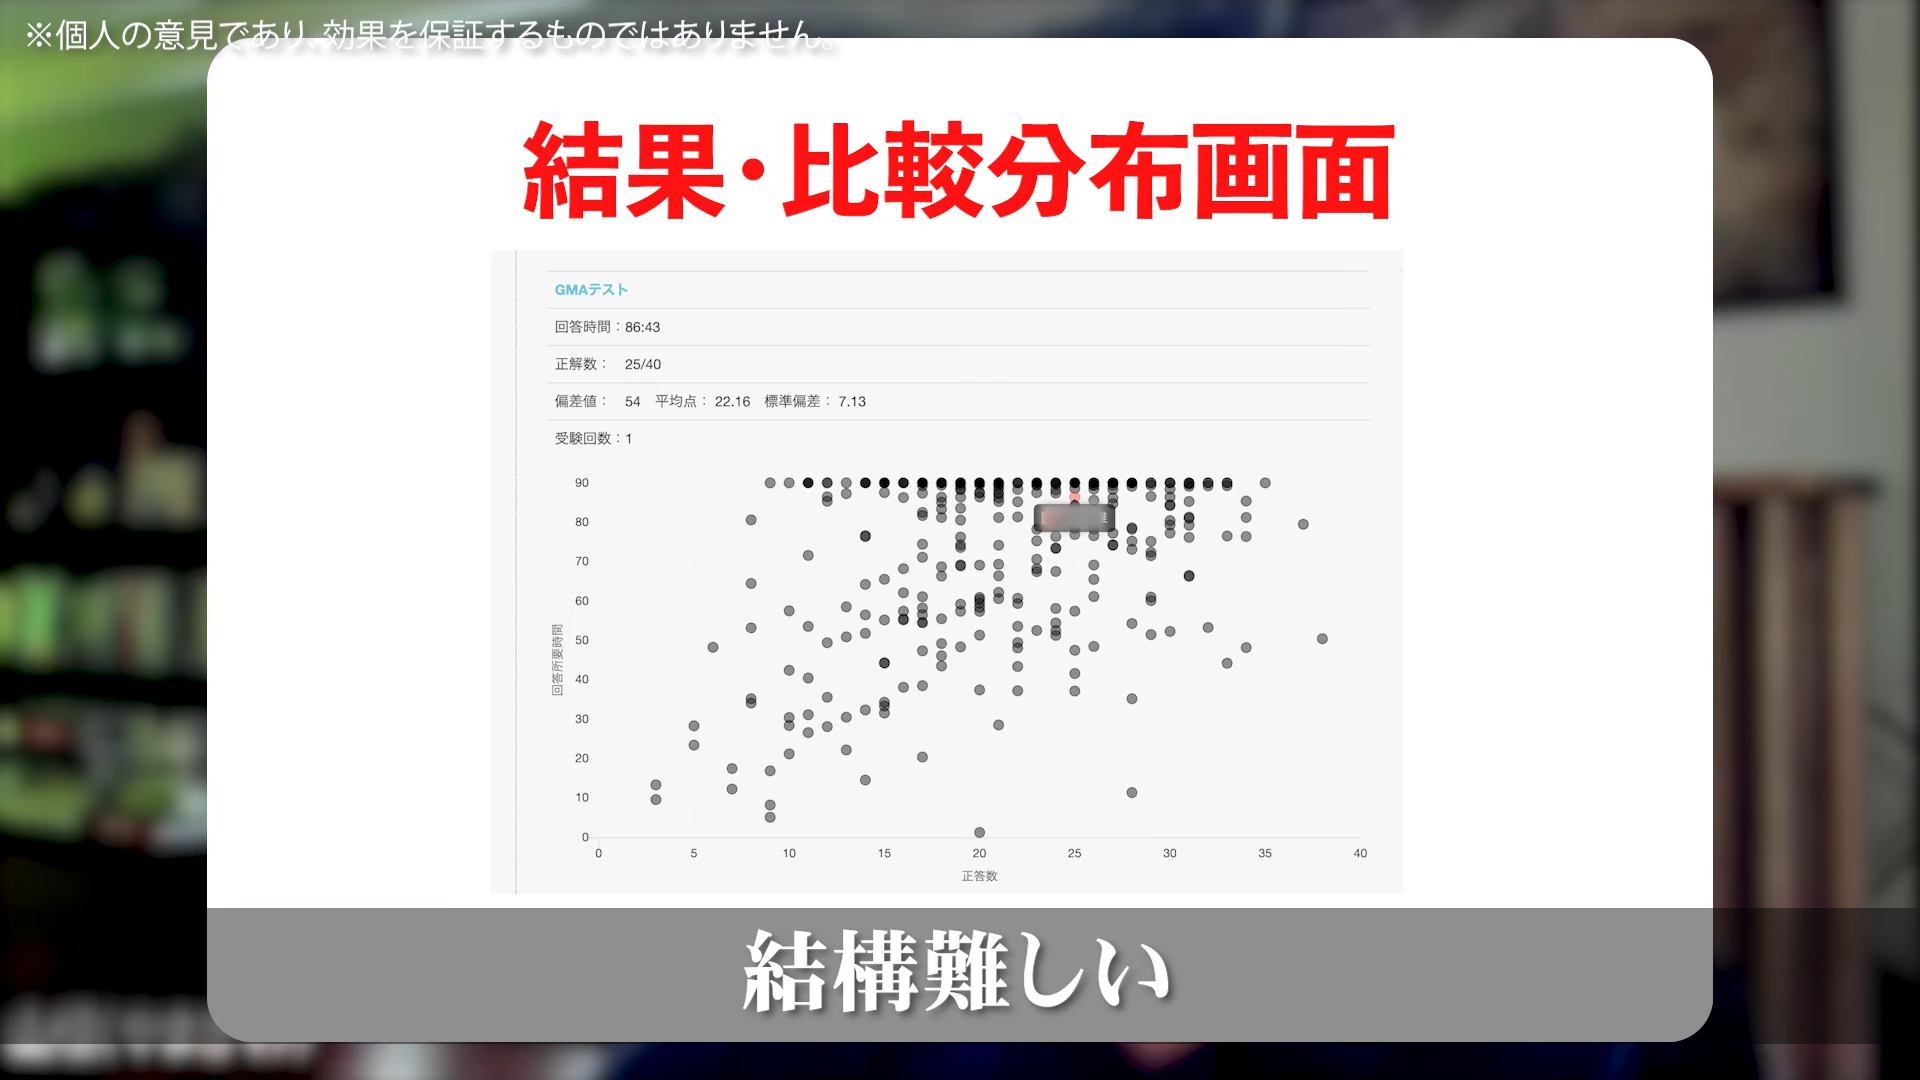 ※個人の意見であり、効果を保証するものではありません。
結果・比較分布画面
GMAテスト
回答時間：86:43
正解数： 25/40
偏差値： 54 平均点： 22.16 標準偏差： 7.13
受験回数：1
90
80
70
60
50
40
30
20
10
0
回答所要時間
0 5 10 15 20 25 30 35 40
正答数
結構難しい